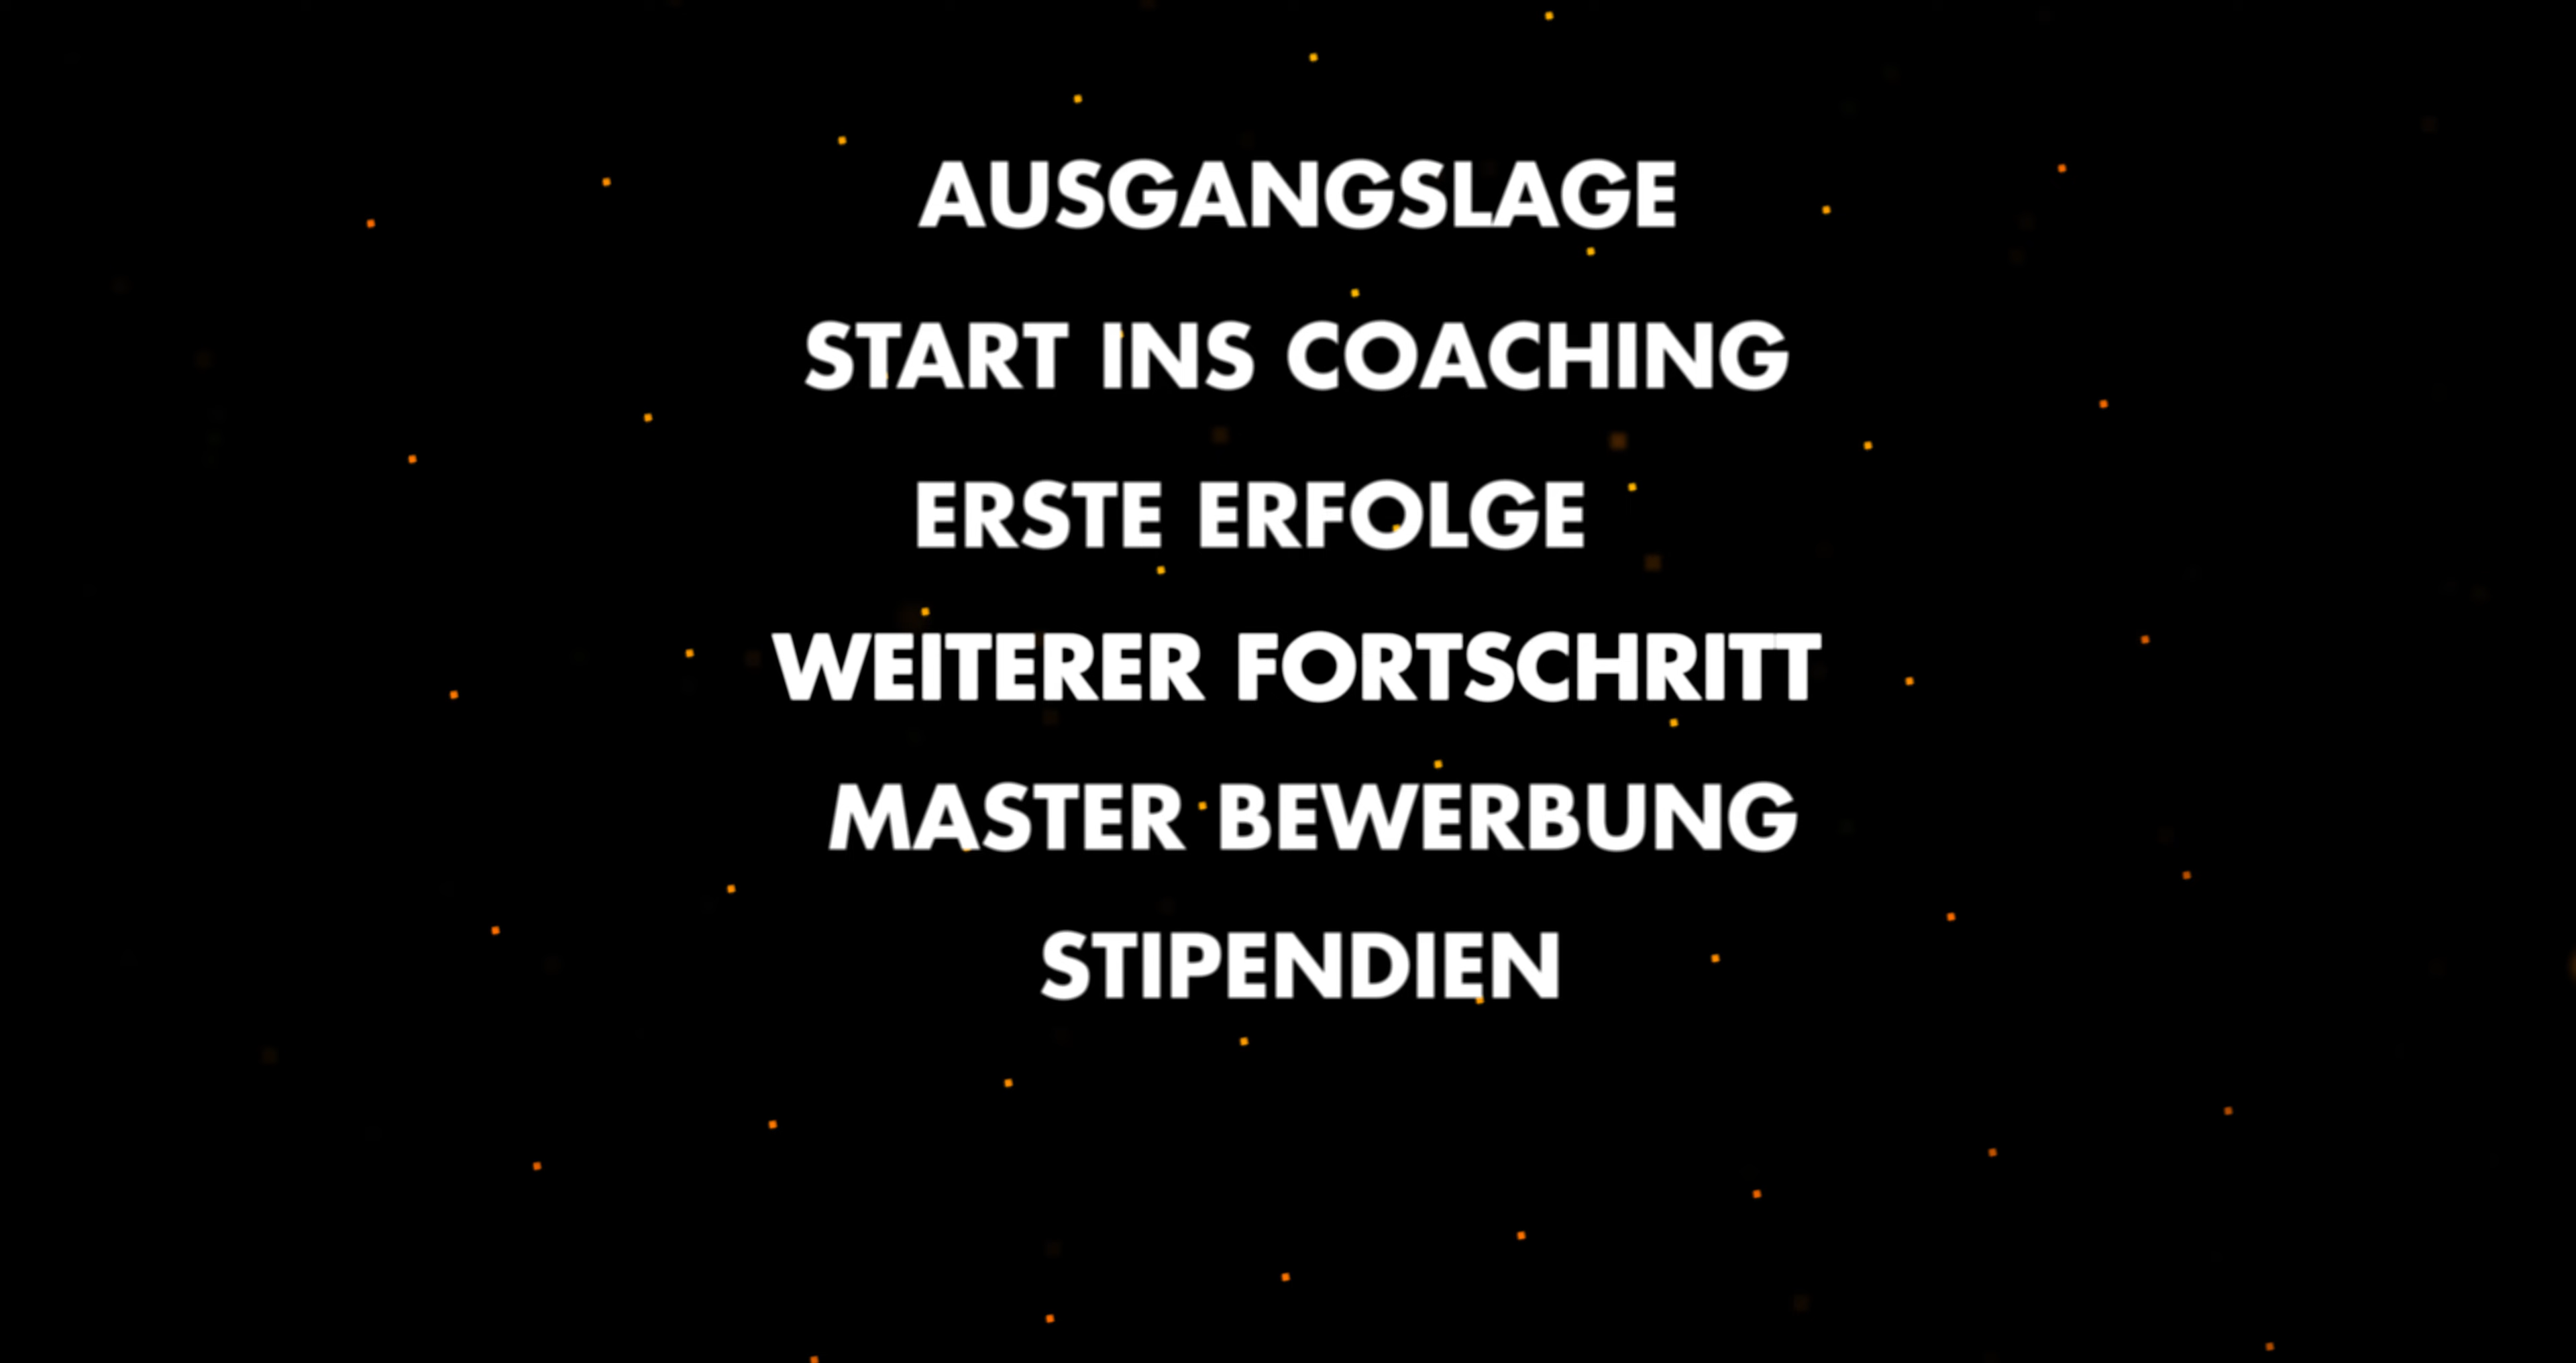 AUSGANGSLAGE
START INS COACHING
ERSTE ERFOLGE
WEITERER FORTSCHRITT
MASTER BEWERBUNG
STIPENDIEN